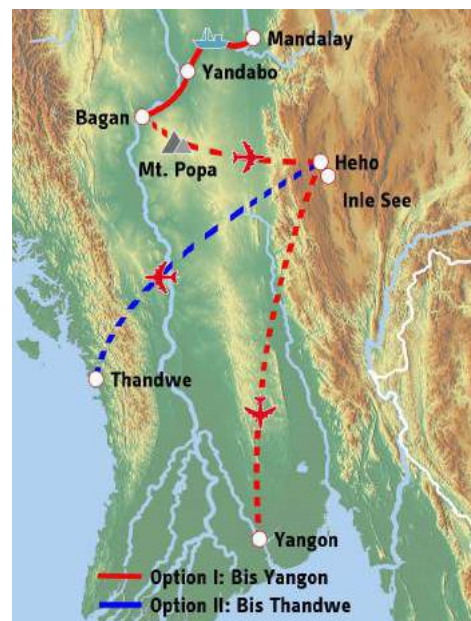 Mandalay
Yandabo
Bagan
Mt. Popa
Heho
Inle See
Thandwe
Yangon
Option I: Bis Yangon
Option II: Bis Thandwe